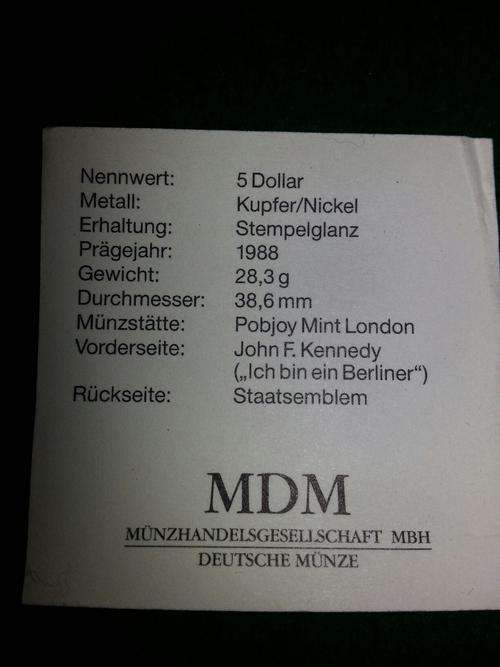 Nennwert: 5 Dollar
Metall: Kupfer/Nickel
Erhaltung: Stempelglanz
Prägejahr: 1988
Gewicht: 28,3 g
Durchmesser: 38,6 mm
Münzstätte: Pobjoy Mint London
Vorderseite: John F. Kennedy
(„Ich bin ein Berliner“)
Rückseite: Staatsemblem
MDM
MÜNZHANDELSGESELLSCHAFT MBH
DEUTSCHE MÜNZE